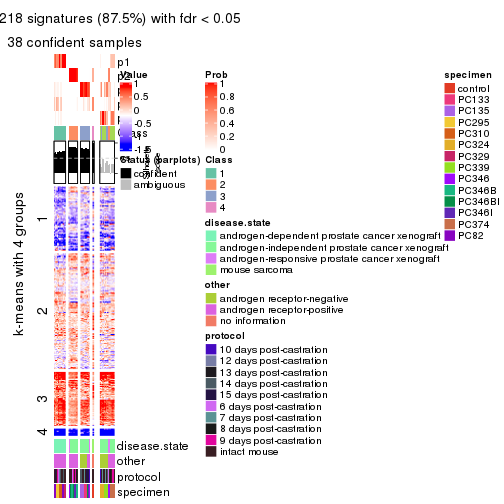 218 signatures (87.5%) with fdr < 0.05
38 confident samples
p1
p2
Value
1
0.5
0
-0.5
-1
Status (barplots)
confident
ambiguous
Prob
1
0.8
0.6
0.4
0.2
0
Class
1
2
3
4
disease.state
androgen-dependent prostate cancer xenograft
androgen-independent prostate cancer xenograft
androgen-responsive prostate cancer xenograft
mouse sarcoma
other
androgen receptor-negative
androgen receptor-positive
no information
protocol
10 days post-castration
12 days post-castration
13 days post-castration
14 days post-castration
15 days post-castration
6 days post-castration
7 days post-castration
8 days post-castration
9 days post-castration
intact mouse
specimen
control
PC133
PC135
PC295
PC310
PC324
PC329
PC339
PC346
PC346B
PC346BI
PC346I
PC374
PC82
k-means with 4 groups
1
2
3
4
disease.state
other
protocol
specimen